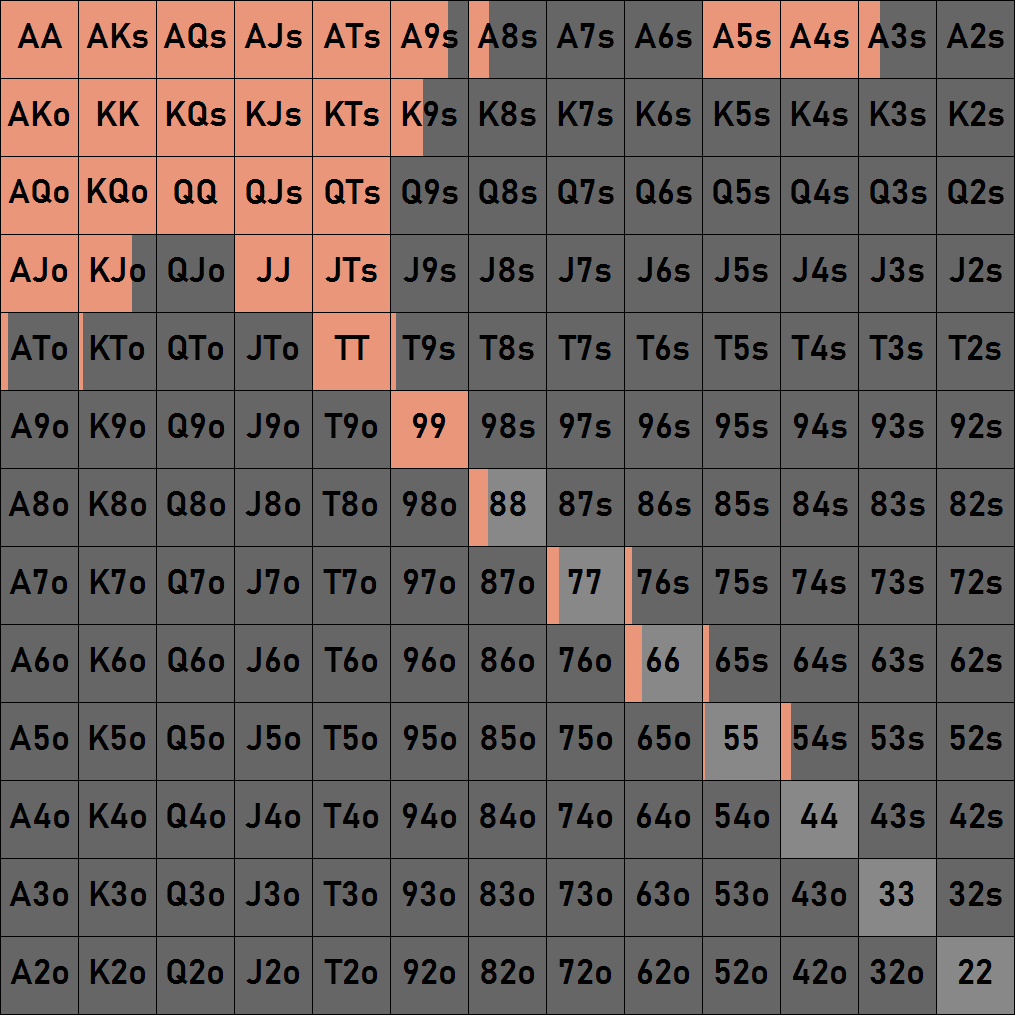 AA AKs AQs AJs ATs A9s A8s A7s A6s A5s A4s A3s A2s
AKo KK KQs KJs KTs K9s K8s K7s K6s K5s K4s K3s K2s
AQo KQo QQ QJs QTs Q9s Q8s Q7s Q6s Q5s Q4s Q3s Q2s
AJo KJo QJo JJ JTs J9s J8s J7s J6s J5s J4s J3s J2s
ATo KTo QTo JTo TT T9s T8s T7s T6s T5s T4s T3s T2s
A9o K9o Q9o J9o T9o 99 98s 97s 96s 95s 94s 93s 92s
A8o K8o Q8o J8o T8o 98o 88 87s 86s 85s 84s 83s 82s
A7o K7o Q7o J7o T7o 97o 87o 77 76s 75s 74s 73s 72s
A6o K6o Q6o J6o T6o 96o 86o 76o 66 65s 64s 63s 62s
A5o K5o Q5o J5o T5o 95o 85o 75o 65o 55 54s 53s 52s
A4o K4o Q4o J4o T4o 94o 84o 74o 64o 54o 44 43s 42s
A3o K3o Q3o J3o T3o 93o 83o 73o 63o 53o 43o 33 32s
A2o K2o Q2o J2o T2o 92o 82o 72o 62o 52o 42o 32o 22